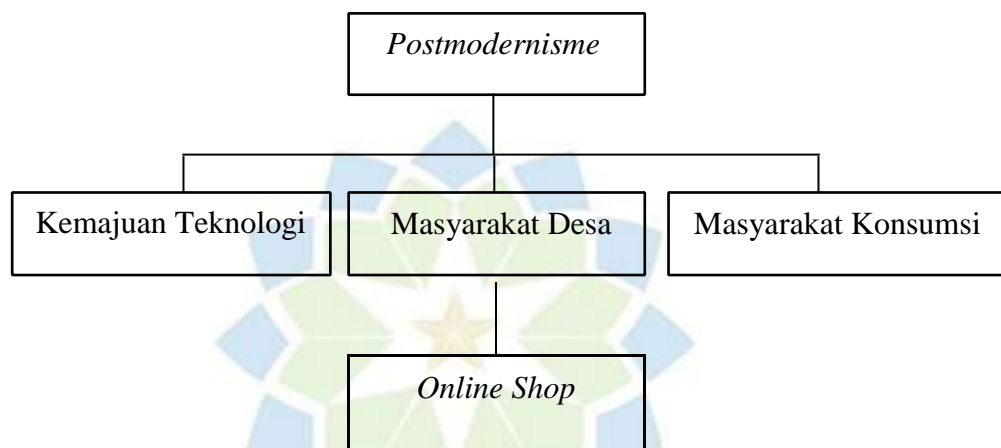 Postmodernisme
Kemajuan Teknologi
Masyarakat Desa
Masyarakat Konsumsi
Online Shop